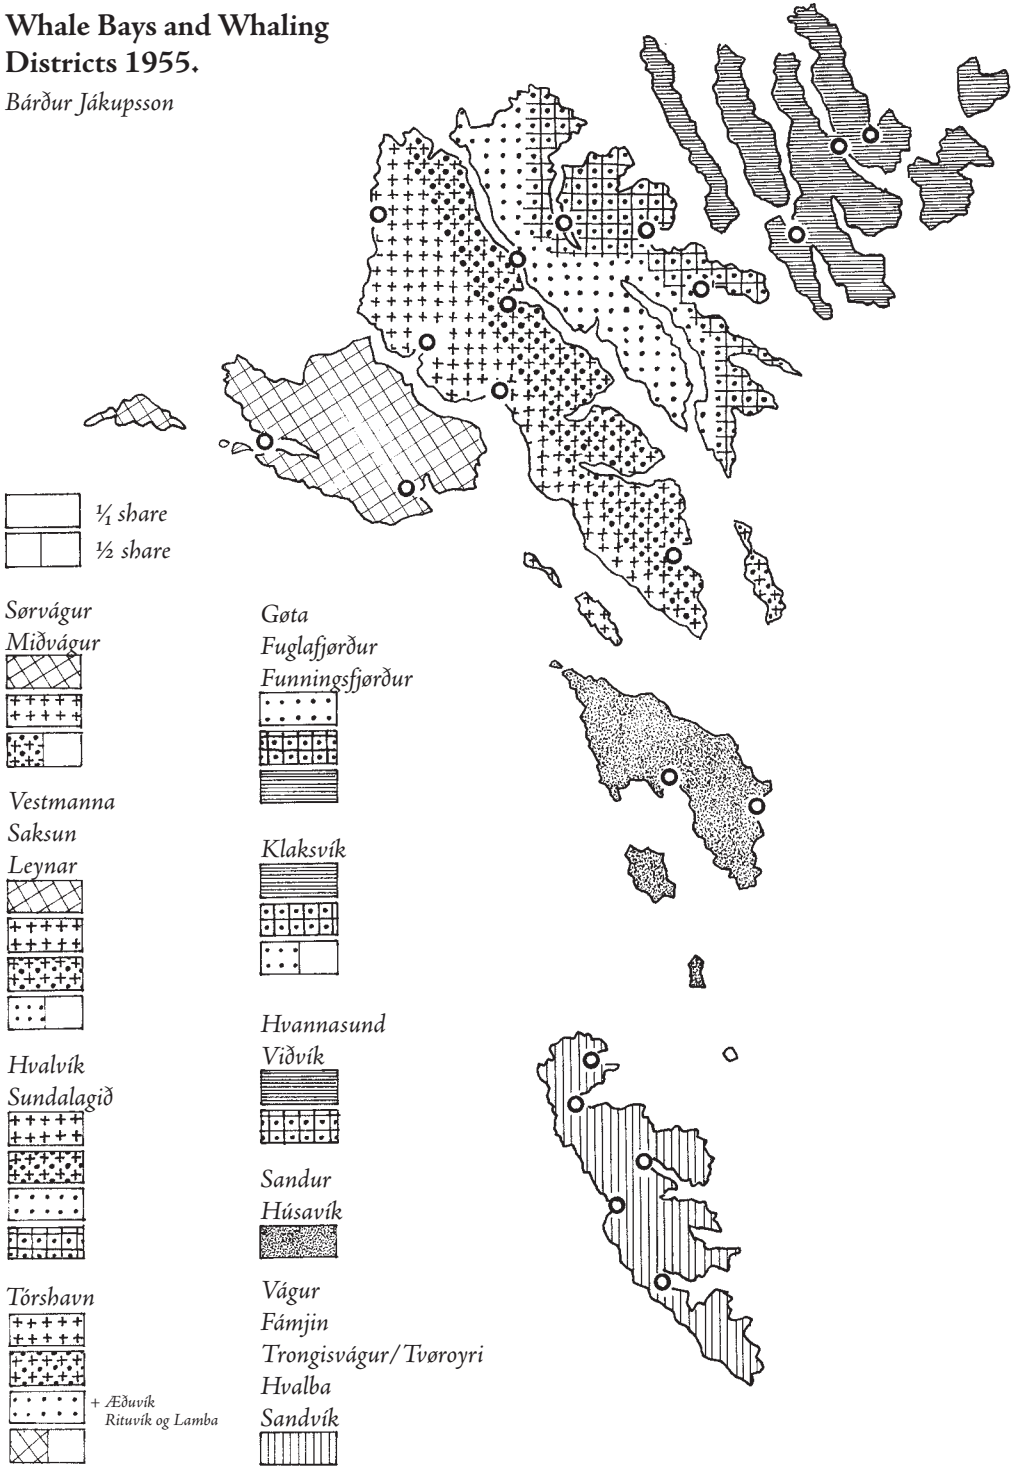 Whale Bays and Whaling
Districts 1955.
Bárður Jákupsson
1/1 share
½ share
Sørvágur
Miðvágur
Vestmanna
Saksun
Leynar
Hvalvík
Sundalagið
Tórshavn
+ Æðuvík
Rituvík og Lamba
Gøta
Fuglafjørður
Funningsfjørður
Klaksvík
Hvannasund
Viðvík
Sandur
Húsavík
Vágur
Fámjin
Trongisvágur/Tvøroyri
Hvalba
Sandvík